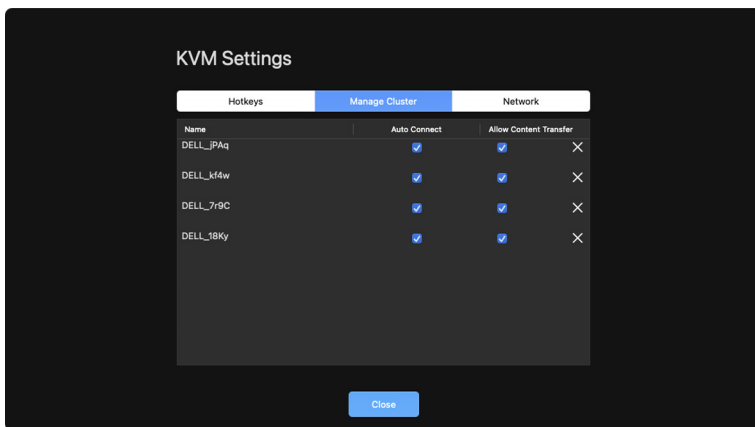 KVM Settings
Hotkeys Manage Cluster Network
Name Auto Connect Allow Content Transfer
DELL_jPAq
DELL_kf4w
DELL_7r9C
DELL_18Ky
Close